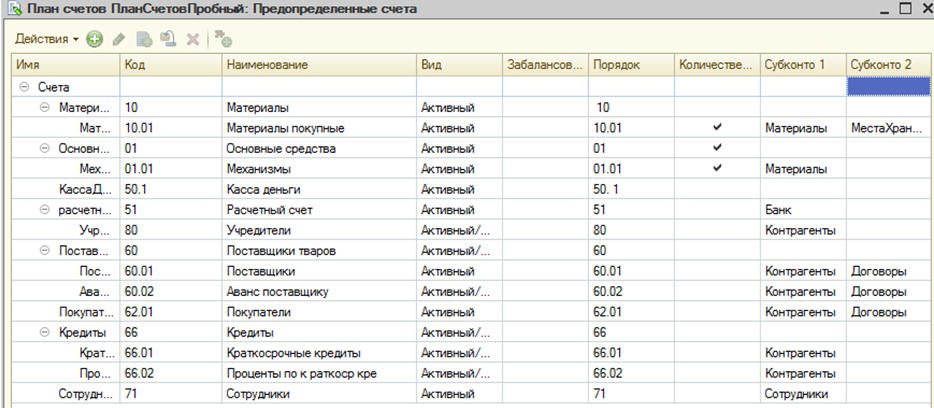 План счетов ПланСчетовПробный: Предопределенные счета
Действия
Имя Код Наименование Вид Забалансов... Порядок Количестве... Субконто 1 Субконто 2
Счета
Матери... 10 Материалы Активный 10
Мат... 10.01 Материалы покупные Активный 10.01 Материалы МестаХран...
Основн... 01 Основные средства Активный 01
Мех... 01.01 Механизмы Активный 01.01 Материалы
КассаД... 50.1 Касса деньги Активный 50. 1
расчетн... 51 Расчетный счет Активный 51 Банк
Учр... 80 Учредители Активный/... 80 Контрагенты
Постав... 60 Поставщики тваров Активный/... 60
Пос... 60.01 Поставщики Активный/... 60.01 Контрагенты Договоры
Ава... 60.02 Аванс поставщику Активный/... 60.02 Контрагенты Договоры
Покупат... 62.01 Покупатели Активный/... 62.01 Контрагенты Договоры
Кредиты 66 Кредиты Активный/... 66
Крат... 66.01 Краткосрочные кредиты Активный/... 66.01 Контрагенты
Про... 66.02 Проценты по к раткоср кре Активный/... 66.02 Контрагенты
Сотрудн... 71 Сотрудники Активный 71 Сотрудники